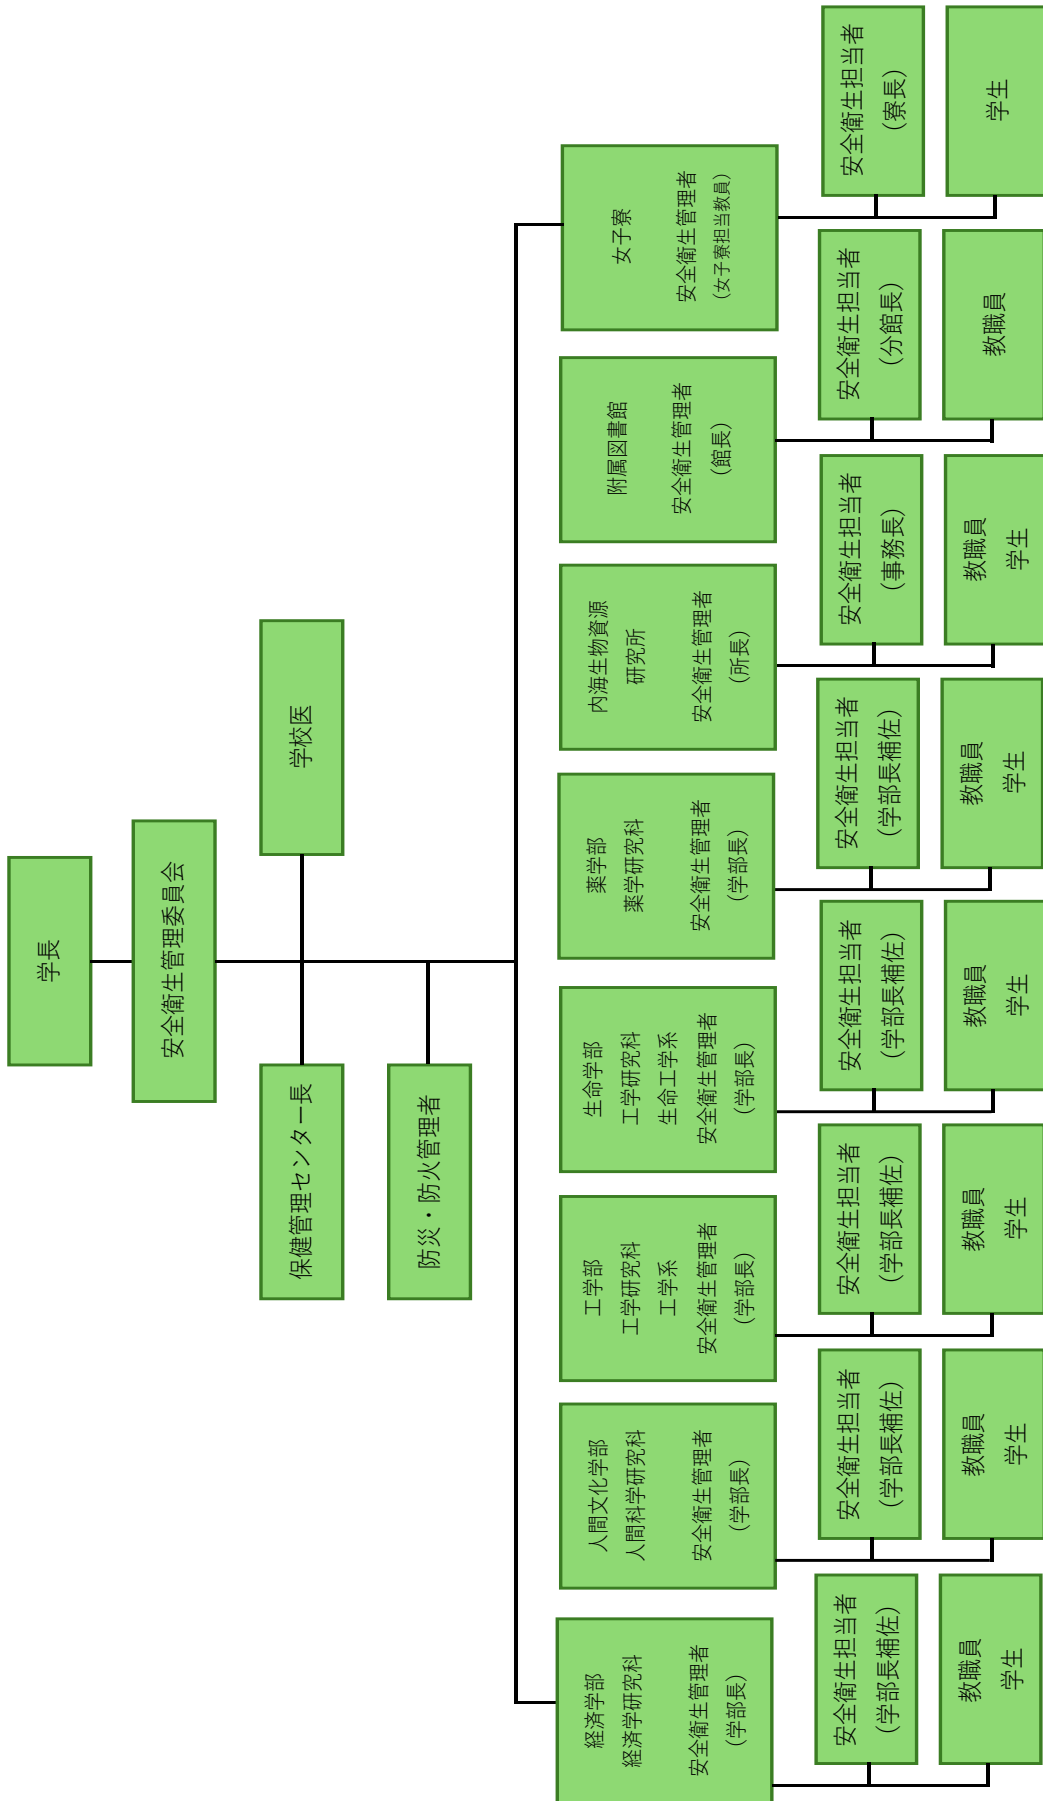 学長
安全衛生管理委員会
保健管理センター長
学校医
防災・防火管理者
経済学部
経済学研究科
安全衛生管理者
(学部長)
人間文化学部
人間科学研究科
安全衛生管理者
(学部長)
工学部
工学研究科
工学系
安全衛生管理者
(学部長)
生命学部
工学研究科
生命工学系
安全衛生管理者
(学部長)
薬学部
薬学研究科
安全衛生管理者
(学部長)
内海生物資源
研究所
安全衛生管理者
(所長)
附属図書館
安全衛生管理者
(館長)
女子寮
安全衛生管理者
(女子寮担当教員)
安全衛生担当者
(学部長補佐)
安全衛生担当者
(学部長補佐)
安全衛生担当者
(学部長補佐)
安全衛生担当者
(学部長補佐)
安全衛生担当者
(学部長補佐)
安全衛生担当者
(事務長)
安全衛生担当者
(分館長)
安全衛生担当者
(寮長)
教職員
学生
教職員
学生
教職員
学生
教職員
学生
教職員
学生
教職員
学生
教職員
学生